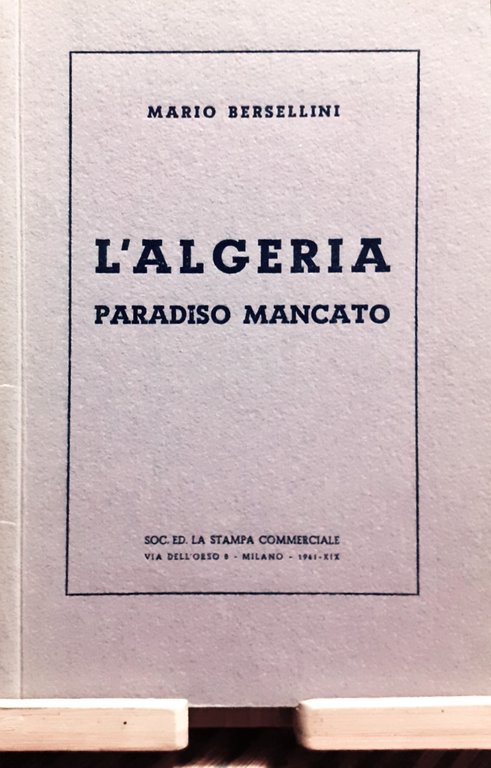 MARIO BERSELLINI
L'ALGERIA
PARADISO MANCATO
SOC. ED. LA STAMPA COMMERCIALE
VIA DELL'ORSO 8 - MILANO - 1941-XIX